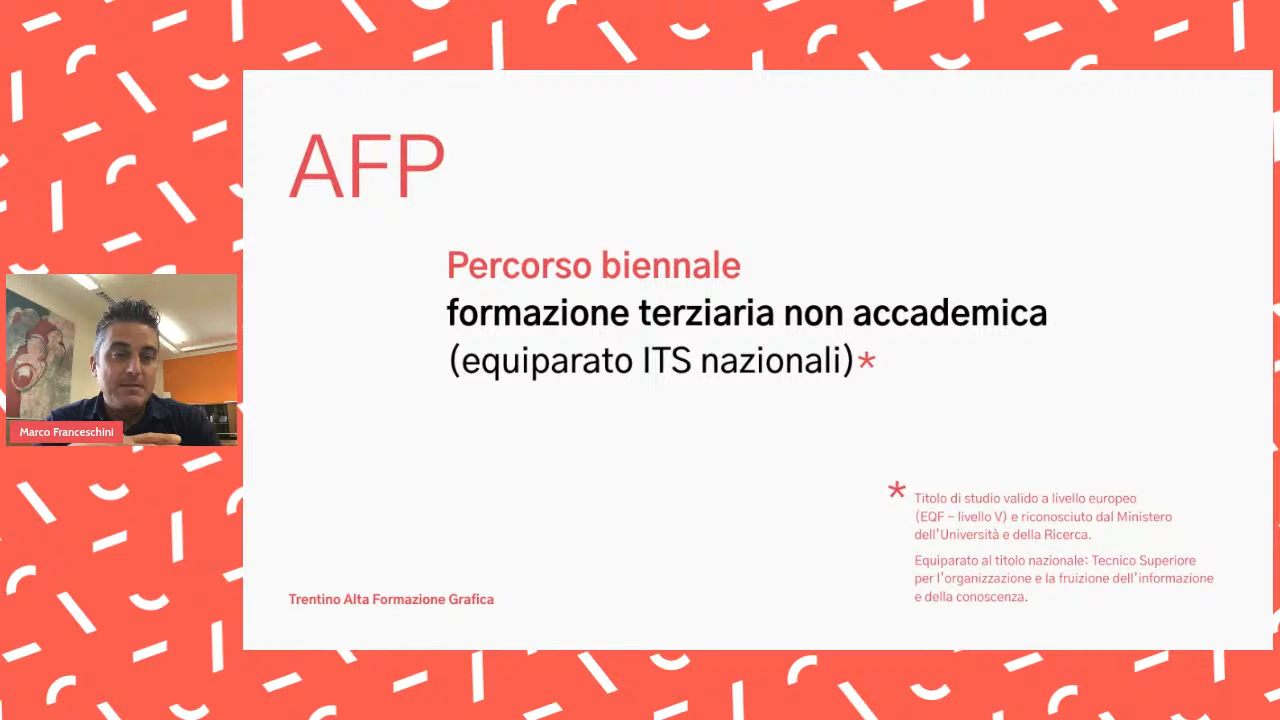 AFP
Percorso biennale
formazione terziaria non accademica
(equiparato ITS nazionali)*
Marco Franceschini
* Titolo di studio valido a livello europeo
(EQF – livello V) e riconosciuto dal Ministero
dell'Università e della Ricerca.
Equiparato al titolo nazionale: Tecnico Superiore
per l'organizzazione e la fruizione dell'informazione
e della conoscenza.
Trentino Alta Formazione Grafica